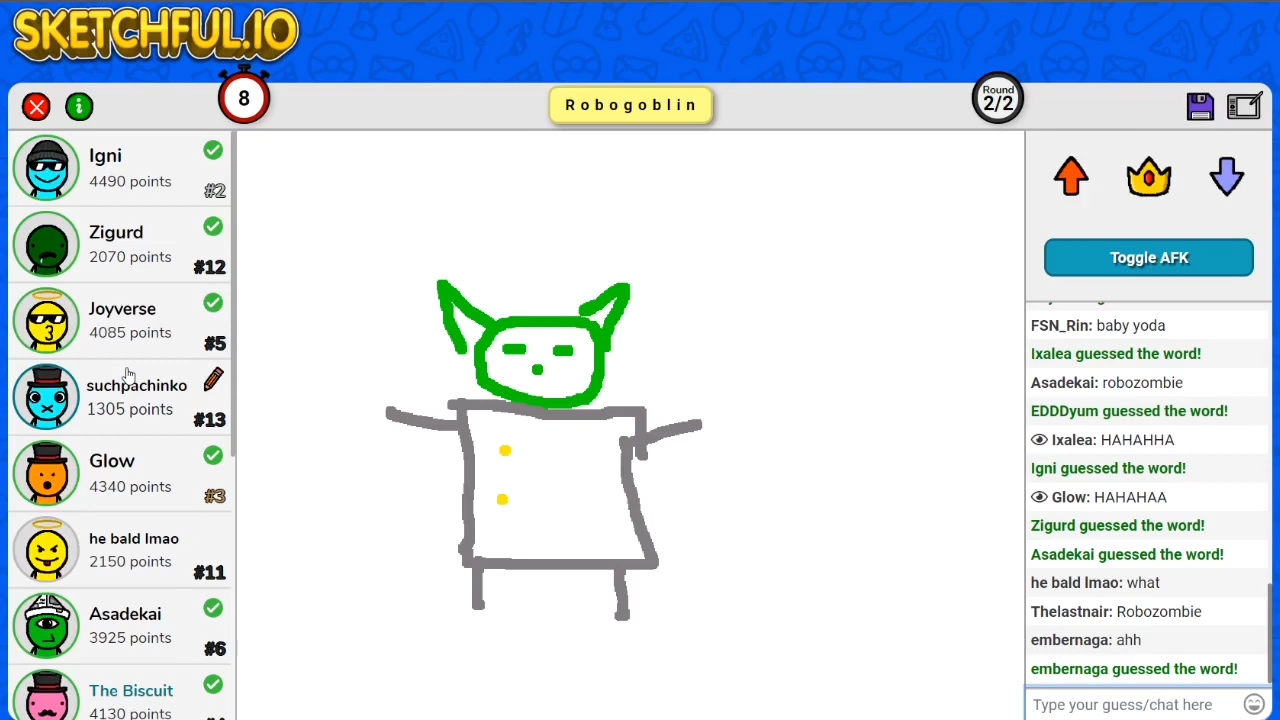 SKETCHFUL.IO
8
Robogoblin
Round
2/2
Igni
4490 points
#2
Zigurd
2070 points
#12
Joyverse
4085 points
#5
suchpachinko
1305 points
#13
Glow
4340 points
#3
he bald lmao
2150 points
#11
Asadekai
3925 points
#6
The Biscuit
4130 points
Toggle AFK
FSN_Rin: baby yoda
Ixalea guessed the word!
Asadekai: robozombie
EDDDyum guessed the word!
Ixalea: HAHAHHA
Igni guessed the word!
Glow: HAHAHAA
Zigurd guessed the word!
Asadekai guessed the word!
he bald lmao: what
Thelastnair: Robozombie
embernaga: ahh
embernaga guessed the word!
Type your guess/chat here